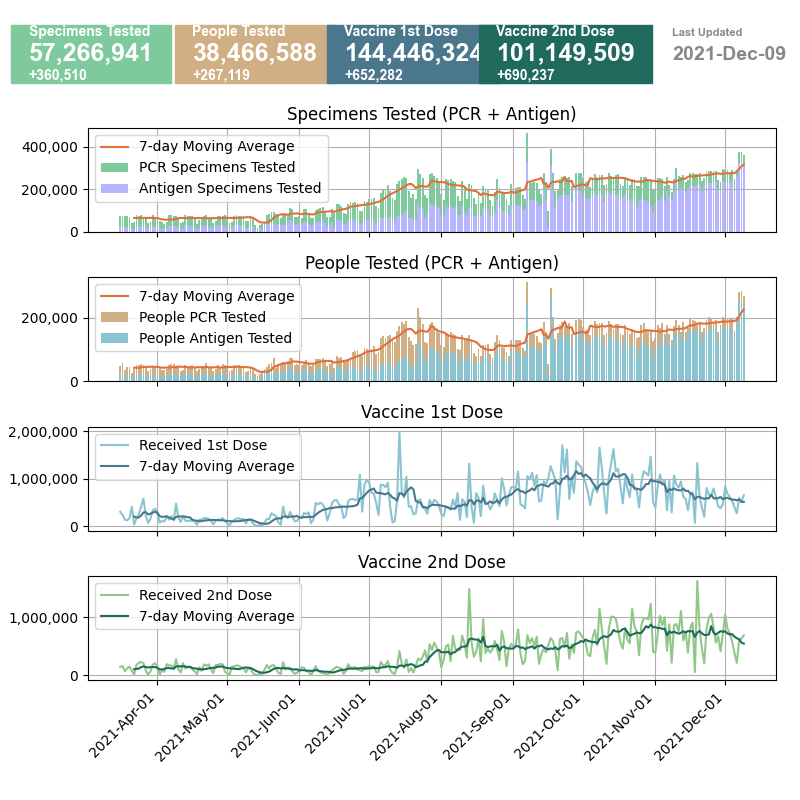 Specimens Tested
57,266,941
+360,510
People Tested
38,466,588
+267,119
Vaccine 1st Dose
144,446,324
+652,282
Vaccine 2nd Dose
101,149,509
+690,237
Last Updated
2021-Dec-09
Specimens Tested (PCR + Antigen)
7-day Moving Average
PCR Specimens Tested
Antigen Specimens Tested
400,000
200,000
0
People Tested (PCR + Antigen)
7-day Moving Average
People PCR Tested
People Antigen Tested
200,000
0
Vaccine 1st Dose
Received 1st Dose
7-day Moving Average
2,000,000
1,000,000
0
Vaccine 2nd Dose
Received 2nd Dose
7-day Moving Average
1,000,000
0
2021-Apr-01
2021-May-01
2021-Jun-01
2021-Jul-01
2021-Aug-01
2021-Sep-01
2021-Oct-01
2021-Nov-01
2021-Dec-01